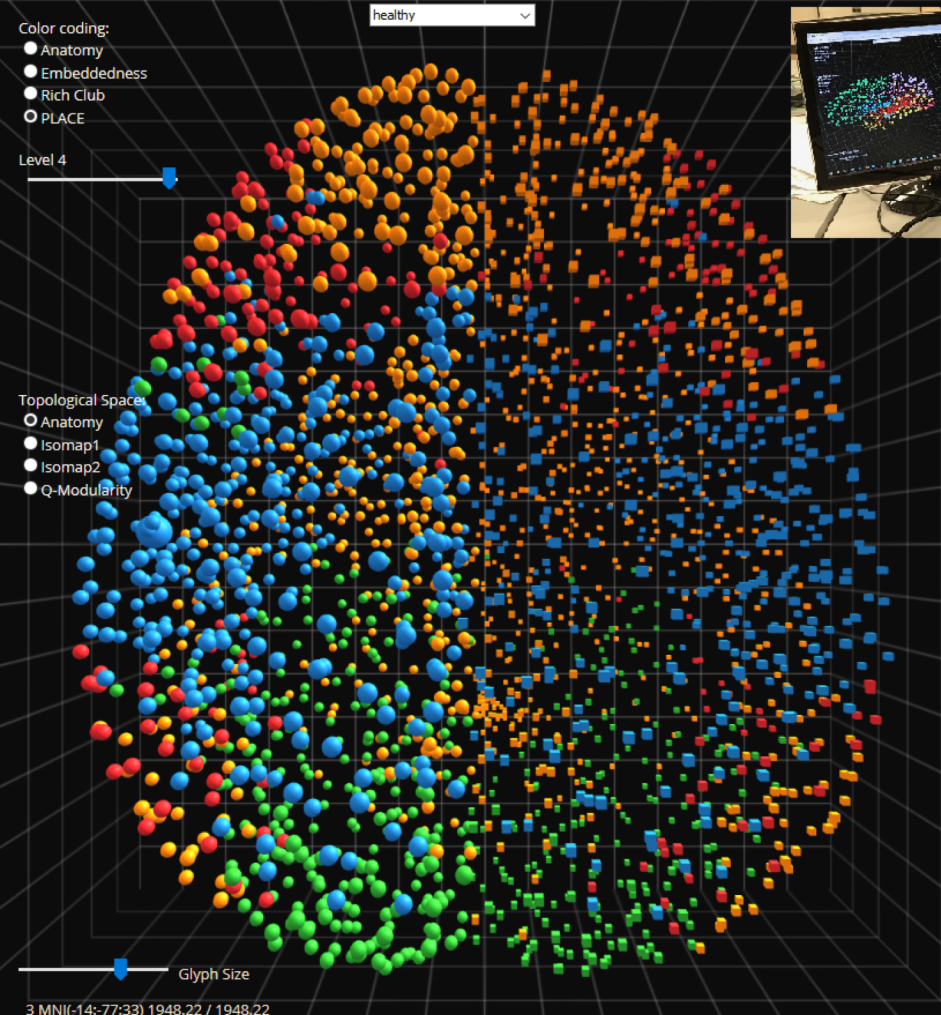 healthy
Color coding:
Anatomy
Embeddedness
Rich Club
PLACE
Level 4
Topological Space:
Anatomy
Isomap1
Isomap2
Q-Modularity
Glyph Size
3 MNI(-14;-77;33) 1948.22 / 1948.22